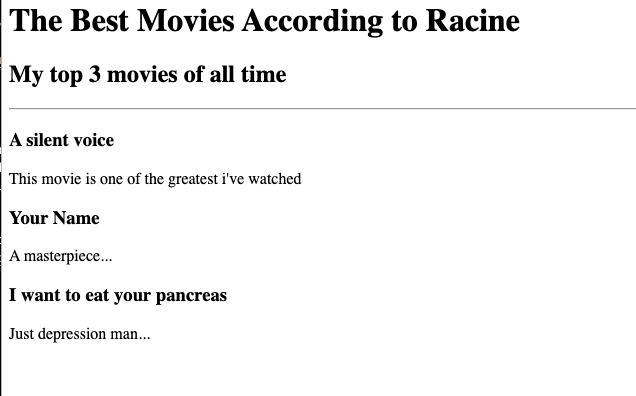 The Best Movies According to Racine
My top 3 movies of all time
A silent voice
This movie is one of the greatest i've watched
Your Name
A masterpiece...
I want to eat your pancreas
Just depression man...